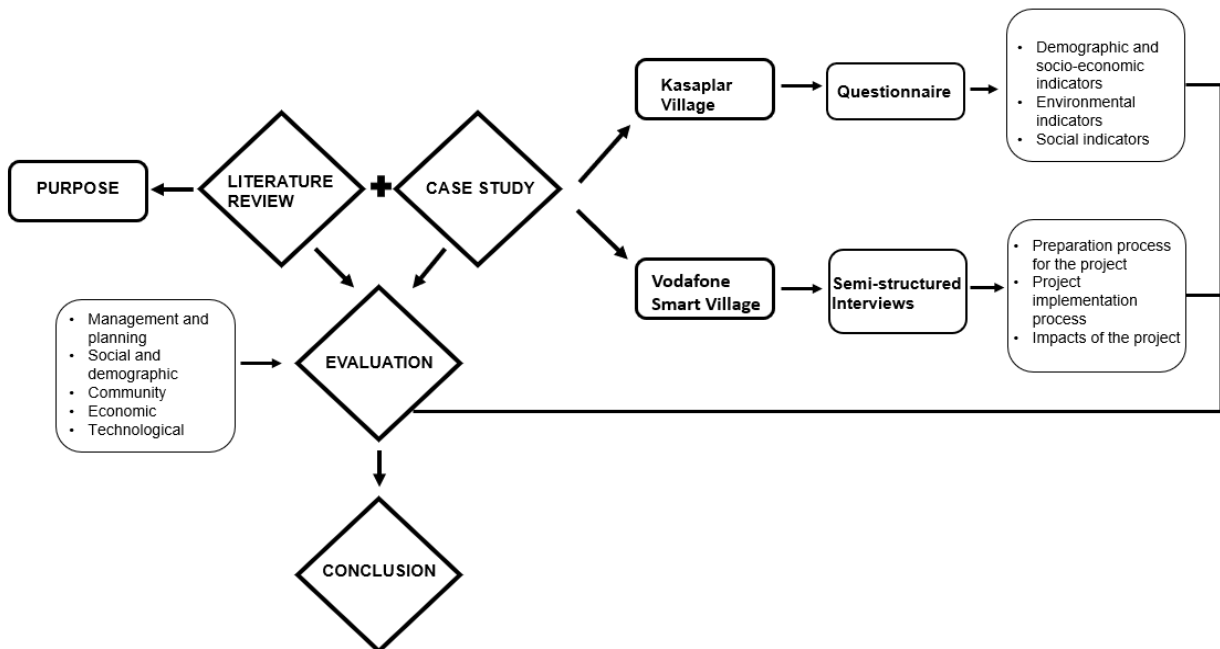 PURPOSE
LITERATURE
REVIEW
CASE STUDY
Kasaplar
Village
Questionnaire
• Demographic and
socio-economic
indicators
• Environmental
indicators
• Social indicators
Vodafone
Smart Village
Semi-structured
Interviews
• Preparation process
for the project
• Project
implementation
process
• Impacts of the project
• Management and
planning
• Social and
demographic
• Community
• Economic
• Technological
EVALUATION
CONCLUSION